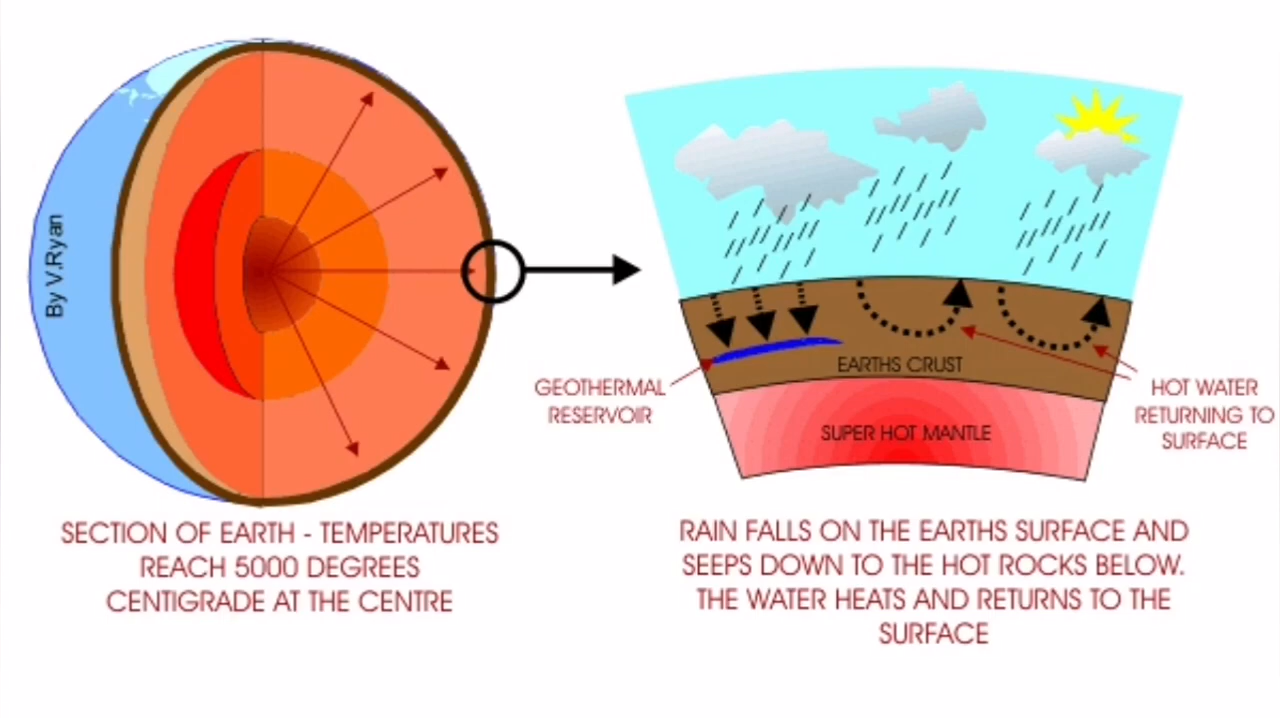 By V.Ryan
SECTION OF EARTH - TEMPERATURES
REACH 5000 DEGREES
CENTIGRADE AT THE CENTRE
GEOTHERMAL
RESERVOIR
EARTHS CRUST
SUPER HOT MANTLE
HOT WATER
RETURNING TO
SURFACE
RAIN FALLS ON THE EARTHS SURFACE AND
SEEPS DOWN TO THE HOT ROCKS BELOW.
THE WATER HEATS AND RETURNS TO THE
SURFACE